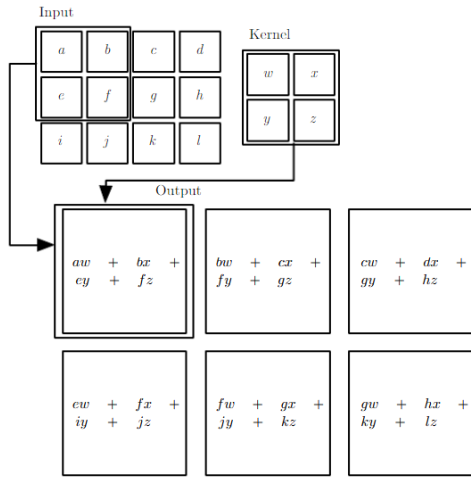 Input
Kernel
a b c d
w x
e f g h
y z
i j k l
Output
aw + bx +
ey + fz
bw + cx +
fy + gz
cw + dx +
gy + hz
ew + fx +
iy + jz
fw + gx +
jy + kz
gw + hx +
ky + lz